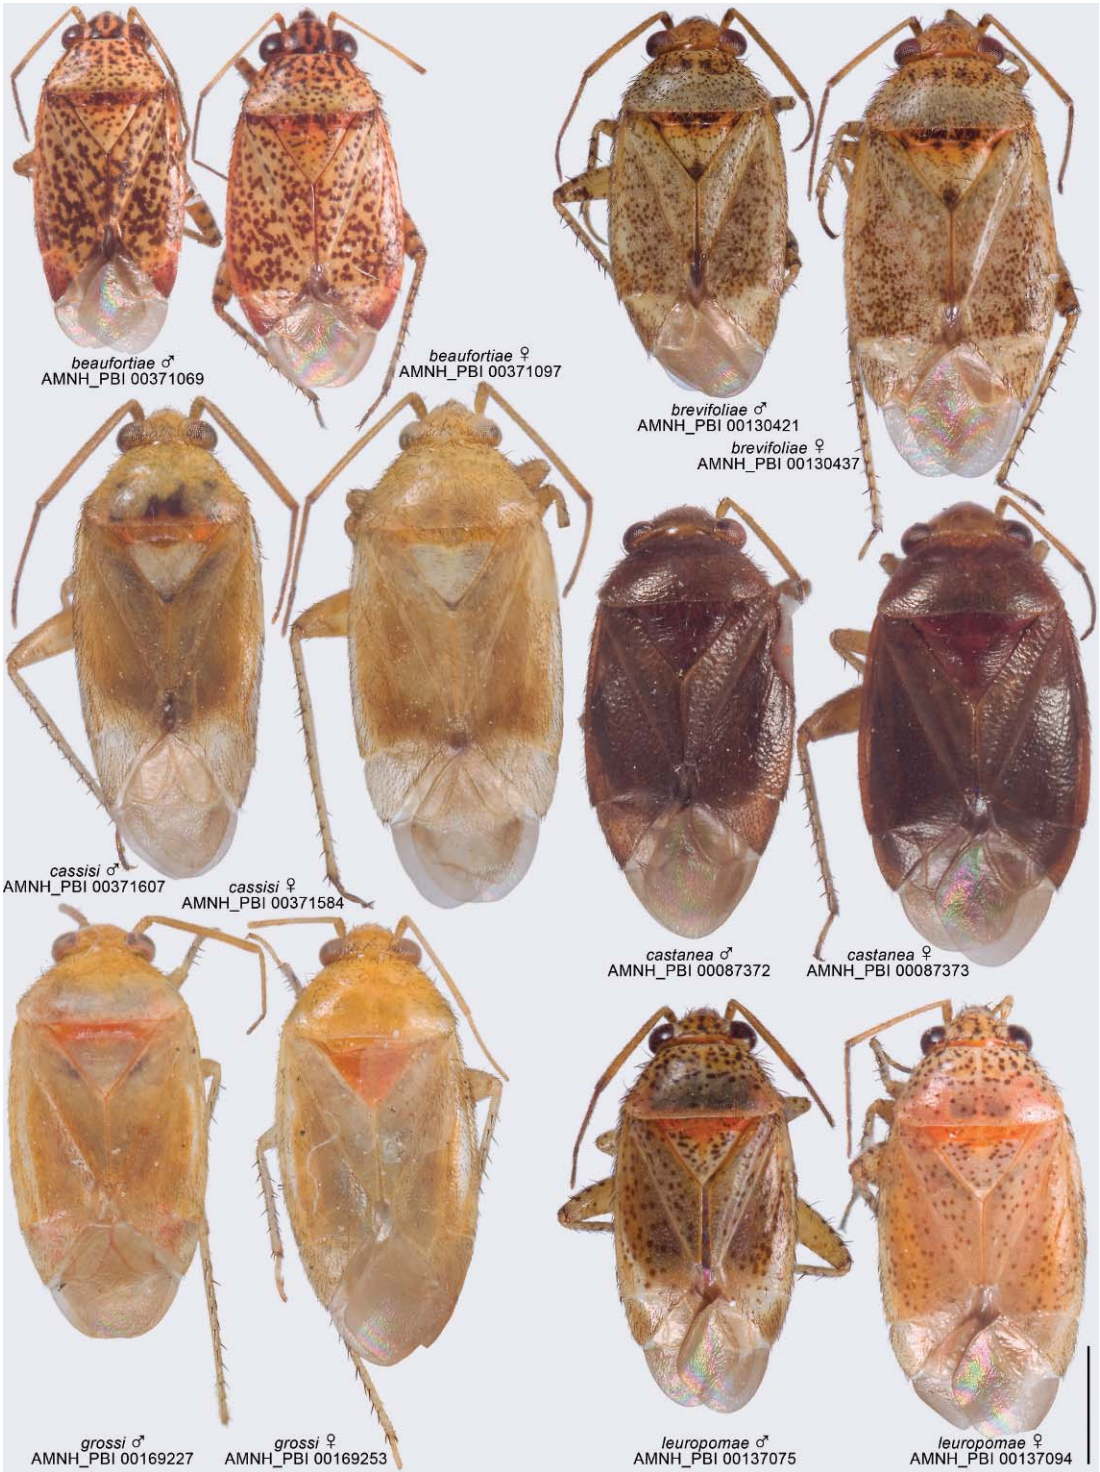 beaufortiae ♂
AMNH_PBI 00371069
beaufortiae ♀
AMNH_PBI 00371097
brevifoliae ♂
AMNH_PBI 00130421
brevifoliae ♀
AMNH_PBI 00130437
cassisi ♂
AMNH_PBI 00371607
cassisi ♀
AMNH_PBI 00371584
castanea ♂
AMNH_PBI 00087372
castanea ♀
AMNH_PBI 00087373
grossi ♂
AMNH_PBI 00169227
grossi ♀
AMNH_PBI 00169253
leuropomae ♂
AMNH_PBI 00137075
leuropomae ♀
AMNH_PBI 00137094